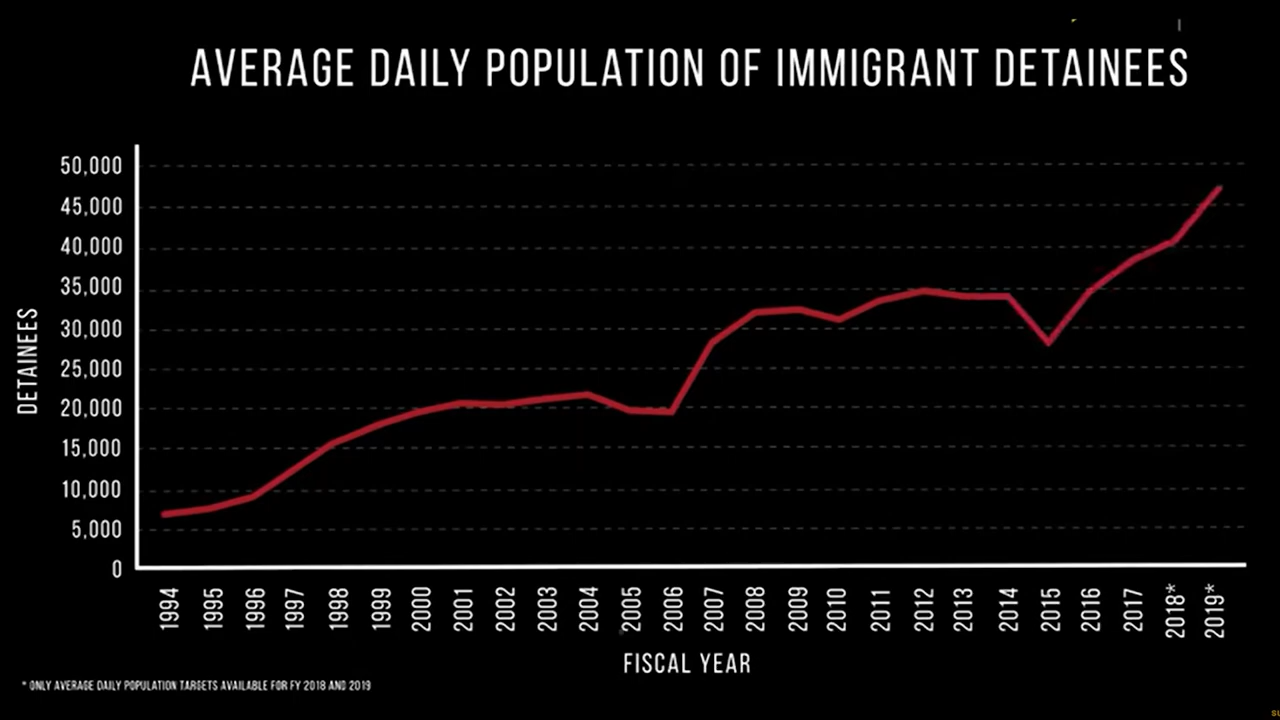 AVERAGE DAILY POPULATION OF IMMIGRANT DETAINEES
50,000
45,000
40,000
35,000
30,000
25,000
20,000
15,000
10,000
5,000
0
DETAINEES
1994 1995 1996 1997 1998 1999 2000 2001 2002 2003 2004 2005 2006 2007 2008 2009 2010 2011 2012 2013 2014 2015 2016 2017 2018* 2019*
FISCAL YEAR
* ONLY AVERAGE DAILY POPULATION TARGETS AVAILABLE FOR FY 2018 AND 2019